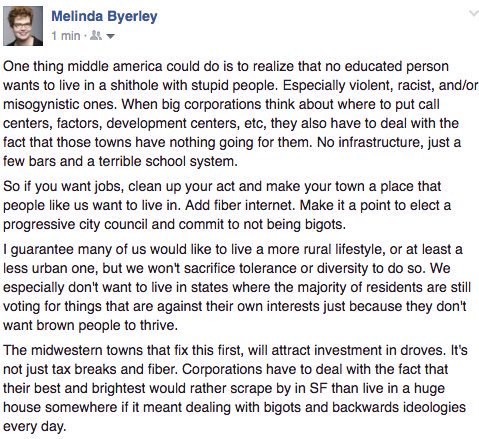 Melinda Byerley
1 min ·
One thing middle america could do is to realize that no educated person
wants to live in a shithole with stupid people. Especially violent, racist, and/or
misogynistic ones. When big corporations think about where to put call
centers, factors, development centers, etc, they also have to deal with the
fact that those towns have nothing going for them. No infrastructure, just a
few bars and a terrible school system.
So if you want jobs, clean up your act and make your town a place that
people like us want to live in. Add fiber internet. Make it a point to elect a
progressive city council and commit to not being bigots.
I guarantee many of us would like to live a more rural lifestyle, or at least a
less urban one, but we won't sacrifice tolerance or diversity to do so. We
especially don't want to live in states where the majority of residents are still
voting for things that are against their own interests just because they don't
want brown people to thrive.
The midwestern towns that fix this first, will attract investment in droves. It's
not just tax breaks and fiber. Corporations have to deal with the fact that
their best and brightest would rather scrape by in SF than live in a huge
house somewhere if it meant dealing with bigots and backwards ideologies
every day.